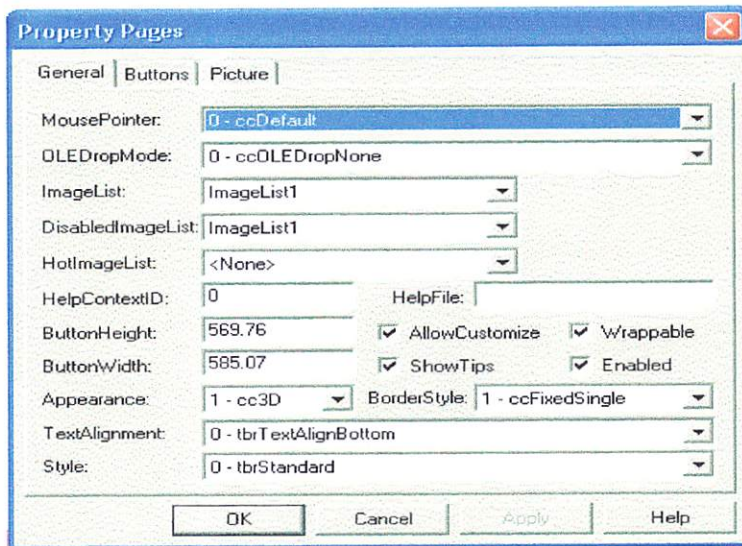 Property Pages
General Buttons Picture
MousePointer: 0 - ccDefault
OLEDropMode: 0 - ccOLEDropNone
ImageList: ImageList1
DisabledImageList: ImageList1
HotImageList: <None>
HelpContextID: 0 HelpFile:
ButtonHeight: 569.76 AllowCustomize Wrappable
ButtonWidth: 585.07 ShowTips Enabled
Appearance: 1 - cc3D BorderStyle: 1 - ccFixedSingle
TextAlignment: 0 - tbrTextAlignBottom
Style: 0 - tbrStandard
OK Cancel Apply Help